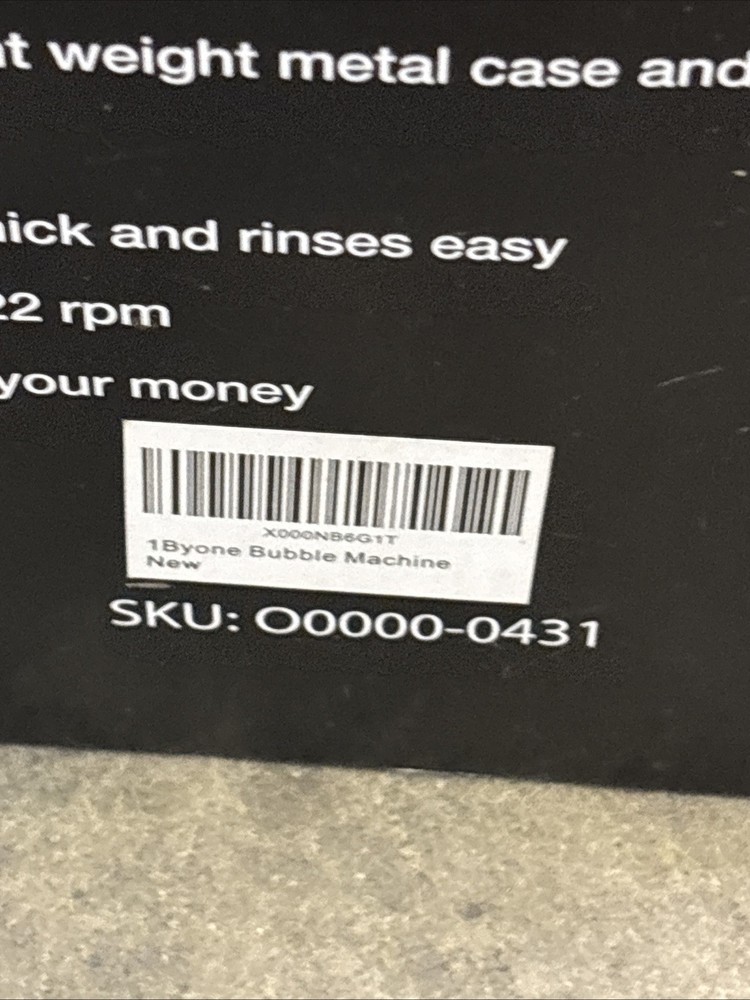 weight metal case and
and rinses easy
22 rpm
your money
X000NB6G1T
1Byone Bubble Machine
New
SKU: O0000-0431